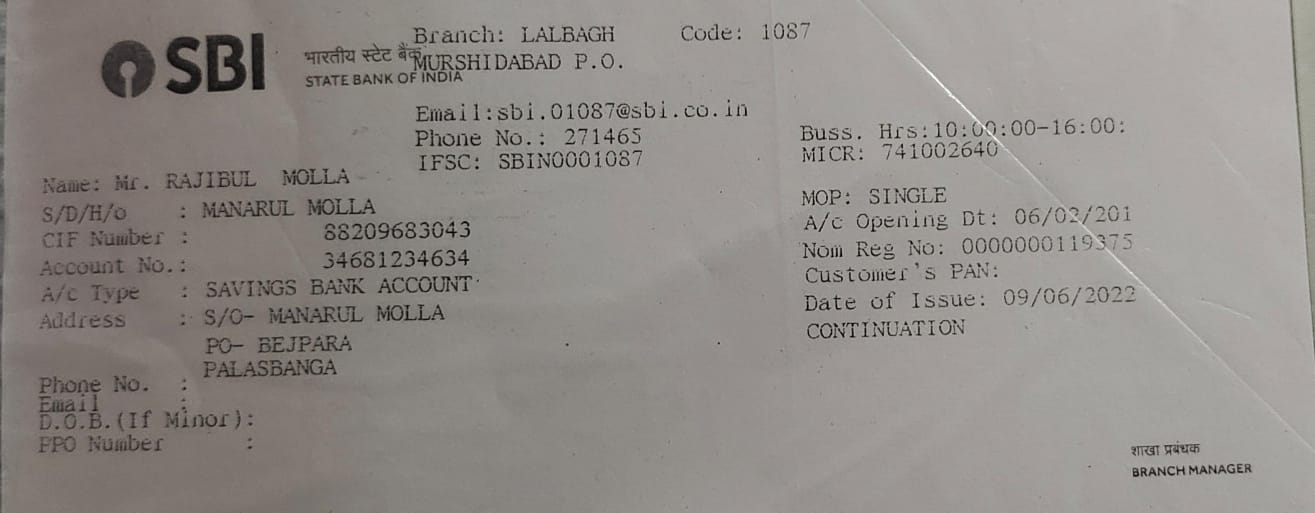 SBI
भारतीय स्टेट बैंक
STATE BANK OF INDIA
Branch: LALBAGH Code: 1087
MURSHIDABAD P.O.
Email:sbi.01087@sbi.co.in
Phone No.: 271465
IFSC: SBIN0001087
Buss. Hrs:10:00:00-16:00:
MICR: 741002640
Name: Mr. RAJIBUL MOLLA
S/D/H/o : MANARUL MOLLA
CIF Number : 88209683043
Account No.: 34681234634
A/c Type : SAVINGS BANK ACCOUNT
Address : S/O- MANARUL MOLLA
PO- BEJPARA
PALASBANGA
Phone No. :
Email :
D.O.B.(If Minor):
PPO Number :
MOP: SINGLE
A/c Opening Dt: 06/02/201
Nom Reg No: 0000000119375
Customer's PAN:
Date of Issue: 09/06/2022
CONTINUATION
शाखा प्रबंधक
BRANCH MANAGER